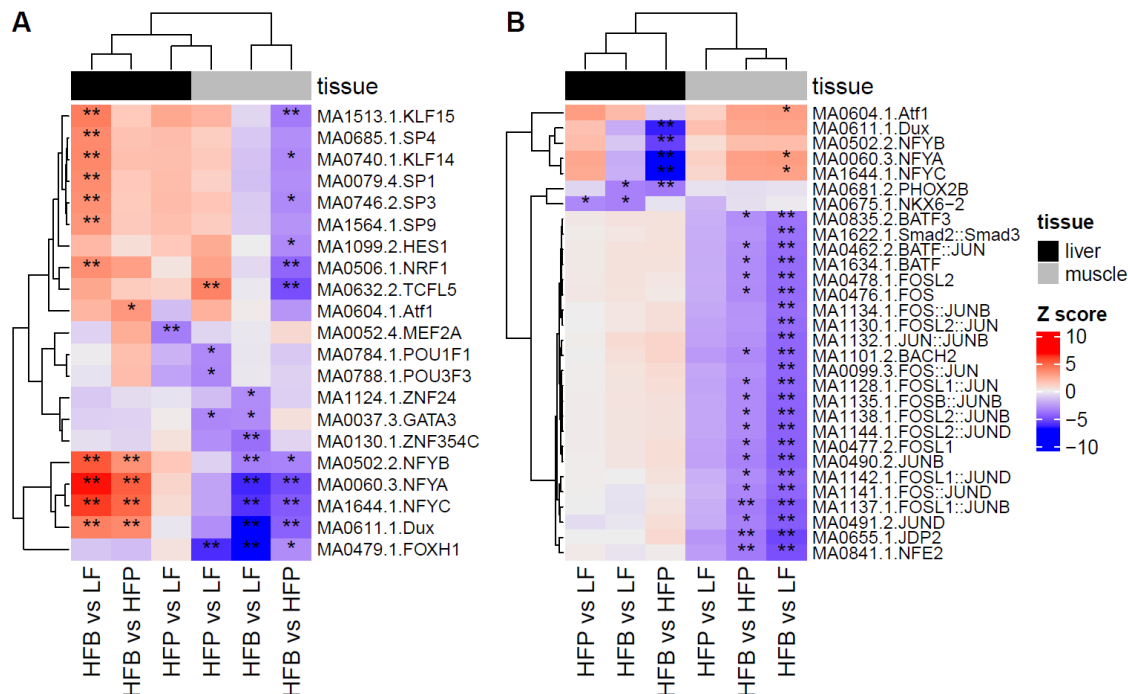 A
tissue
MA1513.1.KLF15
MA0685.1.SP4
MA0740.1.KLF14
MA0079.4.SP1
MA0746.2.SP3
MA1564.1.SP9
MA1099.2.HES1
MA0506.1.NRF1
MA0632.2.TCFL5
MA0604.1.Atf1
MA0052.4.MEF2A
MA0784.1.POU1F1
MA0788.1.POU3F3
MA1124.1.ZNF24
MA0037.3.GATA3
MA0130.1.ZNF354C
MA0502.2.NFYB
MA0060.3.NFYA
MA1644.1.NFYC
MA0611.1.Dux
MA0479.1.FOXH1
HFB vs LF
HFB vs HFP
HFP vs LF
HFP vs LF
HFB vs LF
HFB vs HFP
B
MA0604.1.Atf1
MA0611.1.Dux
MA0502.2.NFYB
MA0060.3.NFYA
MA1644.1.NFYC
MA0681.2.PHOX2B
MA0675.1.NKX6-2
MA0835.2.BATF3
MA1622.1.Smad2::Smad3
MA0462.2.BATF::JUN
MA1634.1.BATF
MA0478.1.FOSL2
MA0476.1.FOS
MA1134.1.FOS::JUNB
MA1130.1.FOSL2::JUN
MA1132.1.JUN::JUNB
MA1101.2.BACH2
MA0099.3.FOS::JUN
MA1128.1.FOSL1::JUN
MA1135.1.FOSB::JUNB
MA1138.1.FOSL2::JUNB
MA1144.1.FOSL2::JUND
MA0477.2.FOSL1
MA0490.2.JUNB
MA1142.1.FOSL1::JUND
MA1141.1.FOS::JUND
MA1137.1.FOSL1::JUNB
MA0491.2.JUND
MA0655.1.JDP2
MA0841.1.NFE2
HFP vs LF
HFB vs LF
HFB vs HFP
HFP vs LF
HFB vs HFP
HFB vs LF
tissue
liver
muscle
Z score
10
5
0
−5
−10